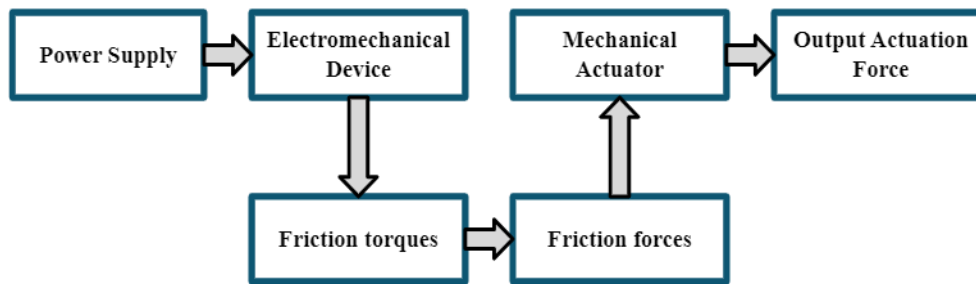 Power Supply
Electromechanical
Device
Mechanical
Actuator
Output Actuation
Force
Friction torques
Friction forces